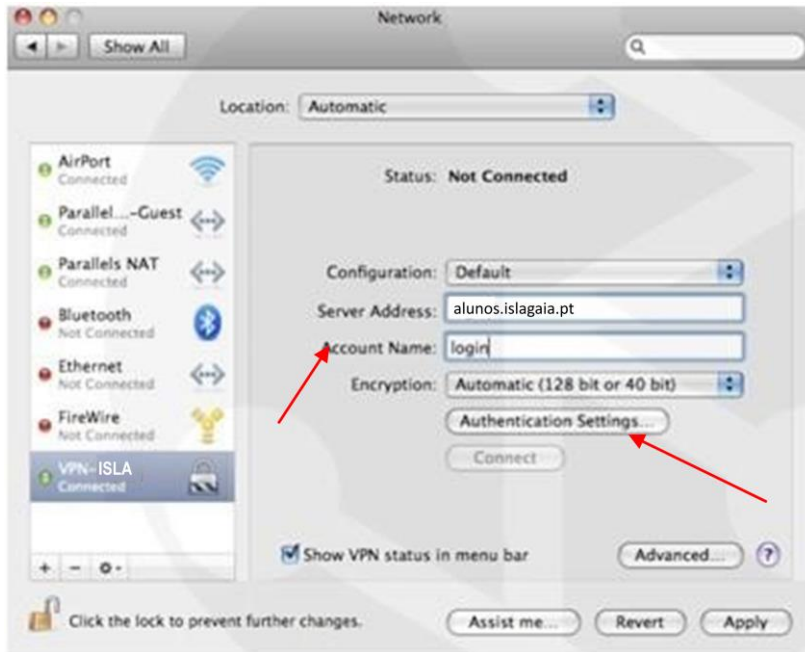 Network
Show All
Location: Automatic
AirPort
Connected
Parallel...-Guest
Connected
Parallels NAT
Connected
Bluetooth
Not Connected
Ethernet
Not Connected
FireWire
Not Connected
VPN-ISLA
Connected
Status: Not Connected
Configuration: Default
Server Address: alunos.islagaia.pt
Account Name: login
Encryption: Automatic (128 bit or 40 bit)
Authentication Settings...
Connect
Show VPN status in menu bar
Advanced... ?
Click the lock to prevent further changes.
Assist me... Revert Apply